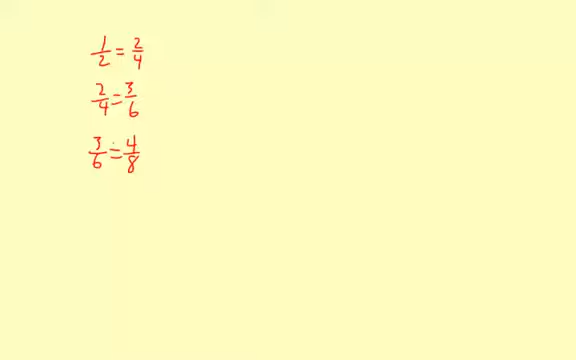 1/2 = 2/4
2/4 = 3/6
3/6 = 4/8